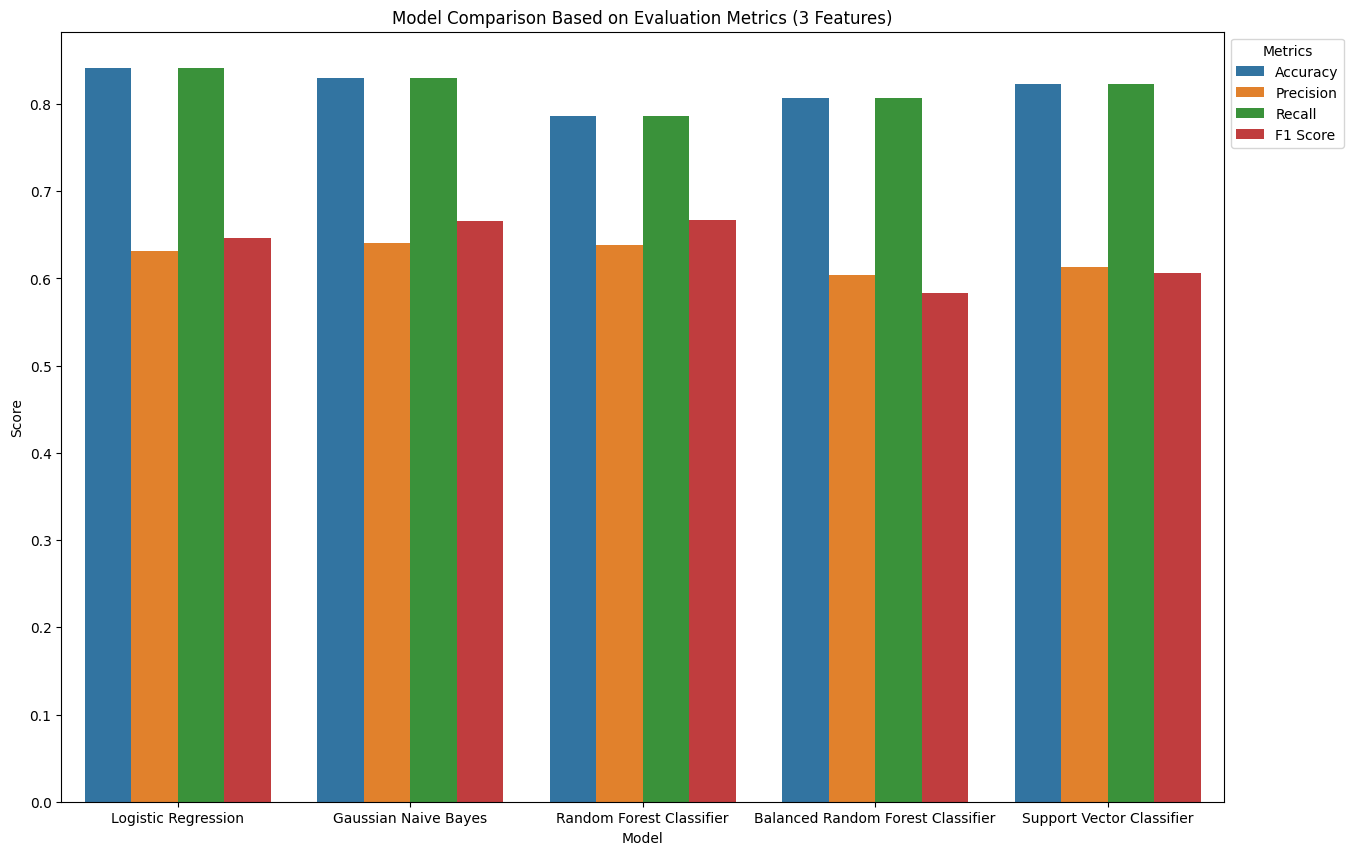 Model Comparison Based on Evaluation Metrics (3 Features)
Metrics
Accuracy
Precision
Recall
F1 Score
Score
0.8
0.7
0.6
0.5
0.4
0.3
0.2
0.1
0.0
Logistic Regression
Gaussian Naive Bayes
Random Forest Classifier
Balanced Random Forest Classifier
Support Vector Classifier
Model